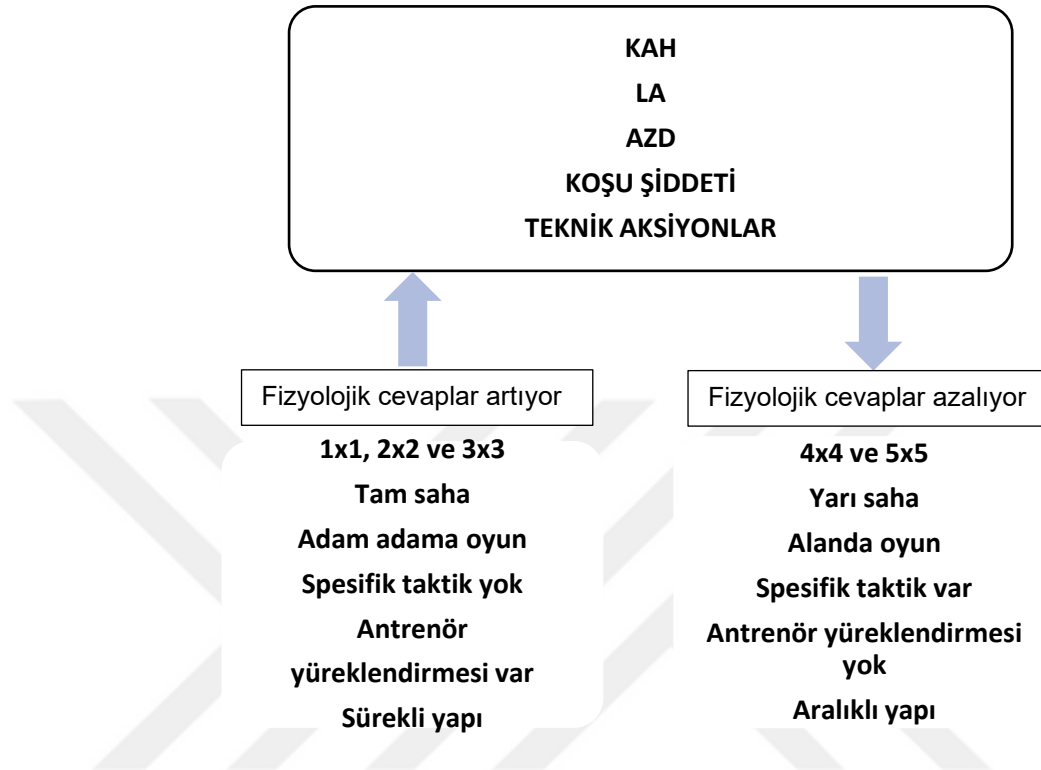 KAH
LA
AZD
KOŞU ŞİDDETİ
TEKNİK AKSİYONLAR
Fizyolojik cevaplar artıyor
1x1, 2x2 ve 3x3
Tam saha
Adam adama oyun
Spesifik taktik yok
Antrenör
yüreklendirmesi var
Sürekli yapı
Fizyolojik cevaplar azalıyor
4x4 ve 5x5
Yarı saha
Alanda oyun
Spesifik taktik var
Antrenör yüreklendirmesi
yok
Aralıklı yapı